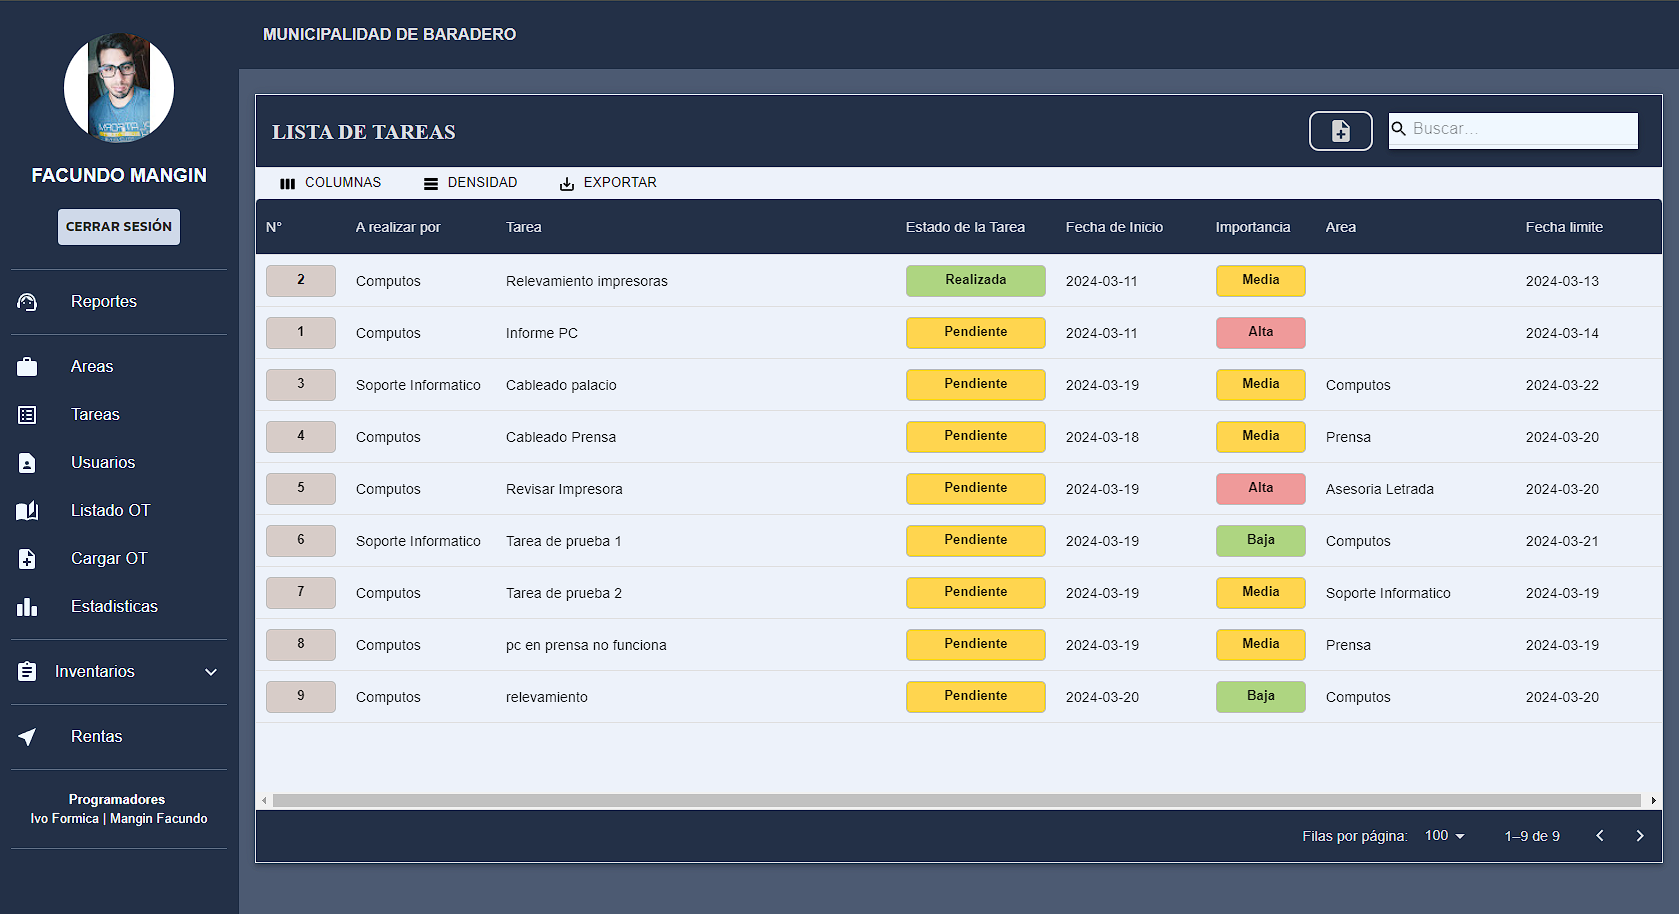 MUNICIPALIDAD DE BARADERO
FACUNDO MANGIN
CERRAR SESIÓN
Reportes
Areas
Tareas
Usuarios
Listado OT
Cargar OT
Estadisticas
Inventarios
Rentas
Programadores
Ivo Formica | Mangin Facundo
LISTA DE TAREAS
Buscar...
COLUMNAS DENSIDAD EXPORTAR
N° A realizar por Tarea Estado de la Tarea Fecha de Inicio Importancia Area Fecha limite
2 Computos Relevamiento impresoras Realizada 2024-03-11 Media 2024-03-13
1 Computos Informe PC Pendiente 2024-03-11 Alta 2024-03-14
3 Soporte Informatico Cableado palacio Pendiente 2024-03-19 Media Computos 2024-03-22
4 Computos Cableado Prensa Pendiente 2024-03-18 Media Prensa 2024-03-20
5 Computos Revisar Impresora Pendiente 2024-03-19 Alta Asesoria Letrada 2024-03-20
6 Soporte Informatico Tarea de prueba 1 Pendiente 2024-03-19 Baja Computos 2024-03-21
7 Computos Tarea de prueba 2 Pendiente 2024-03-19 Media Soporte Informatico 2024-03-19
8 Computos pc en prensa no funciona Pendiente 2024-03-19 Media Prensa 2024-03-19
9 Computos relevamiento Pendiente 2024-03-20 Baja Computos 2024-03-20
Filas por página: 100 1–9 de 9